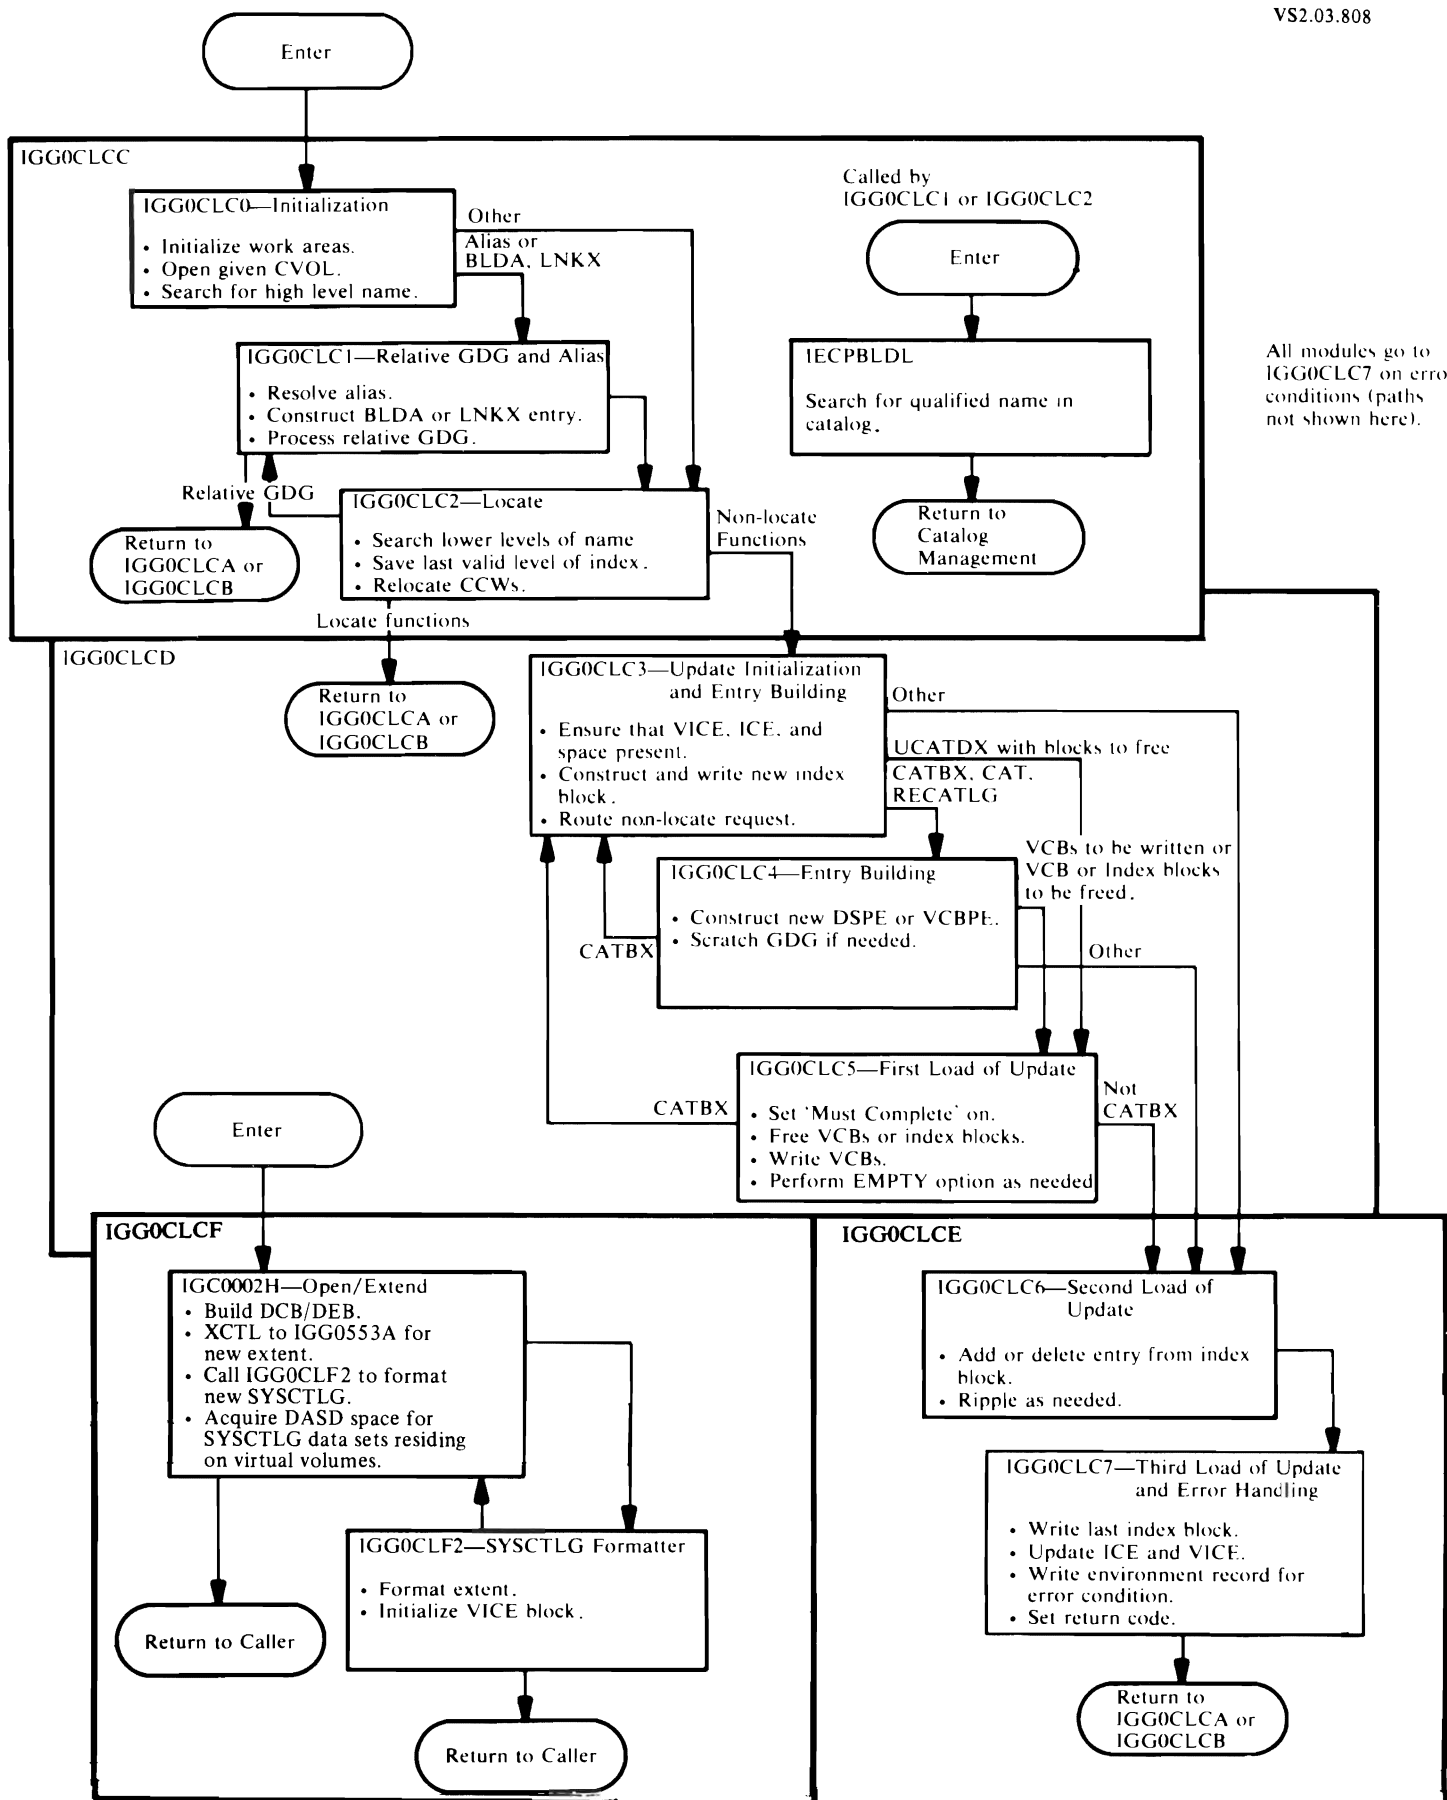 VS2.03.808
Enter
IGG0CLCC
IGG0CLC0—Initialization
• Initialize work areas.
• Open given CVOL.
• Search for high level name.
Other
Alias or
BLDA, LNKX
Called by
IGG0CLC1 or IGG0CLC2
Enter
IGG0CLC1—Relative GDG and Alias
• Resolve alias.
• Construct BLDA or LNKX entry.
• Process relative GDG.
IECPBLDL
Search for qualified name in
catalog.
All modules go to
IGG0CLC7 on erro
conditions (paths
not shown here).
Relative GDG
Return to
IGG0CLCA or
IGG0CLCB
IGG0CLC2—Locate
• Search lower levels of name
• Save last valid level of index.
• Relocate CCWs.
Non-locate
Functions
Return to
Catalog
Management
Locate functions
IGG0CLCD
Return to
IGG0CLCA or
IGG0CLCB
IGG0CLC3—Update Initialization
and Entry Building
• Ensure that VICE, ICE, and
space present.
• Construct and write new index
block.
• Route non-locate request.
Other
UCATDX with blocks to free
CATBX, CAT,
RECATLG
VCBs to be written or
VCB or Index blocks
to be freed.
IGG0CLC4—Entry Building
• Construct new DSPE or VCBPE.
• Scratch GDG if needed.
CATBX
Other
IGG0CLC5—First Load of Update
• Set 'Must Complete' on.
• Free VCBs or index blocks.
• Write VCBs.
• Perform EMPTY option as needed
CATBX
Not
CATBX
Enter
IGG0CLCF
IGC0002H—Open/Extend
• Build DCB/DEB.
• XCTL to IGG0553A for
new extent.
• Call IGG0CLF2 to format
new SYSCTLG.
• Acquire DASD space for
SYSCTLG data sets residing
on virtual volumes.
IGG0CLF2—SYSCTLG Formatter
• Format extent.
• Initialize VICE block.
Return to Caller
Return to Caller
IGG0CLCE
IGG0CLC6—Second Load of
Update
• Add or delete entry from index
block.
• Ripple as needed.
IGG0CLC7—Third Load of Update
and Error Handling
• Write last index block.
• Update ICE and VICE.
• Write environment record for
error condition.
• Set return code.
Return to
IGG0CLCA or
IGG0CLCB